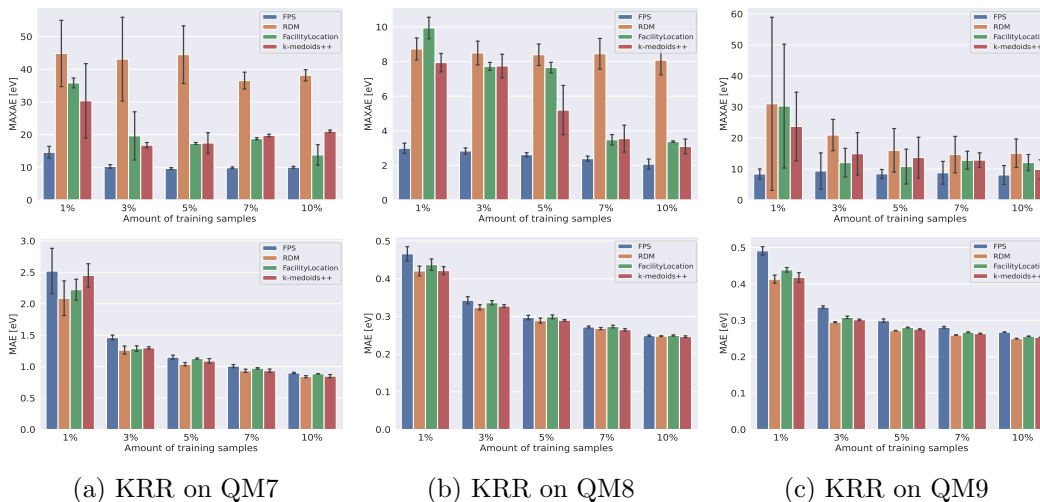 FPS
RDM
FacilityLocation
k-medoids++
MAXAE [eV]
50
40
30
20
10
0
1% 3% 5% 7% 10%
Amount of training samples
FPS
RDM
FacilityLocation
k-medoids++
MAXAE [eV]
10
8
6
4
2
0
1% 3% 5% 7% 10%
Amount of training samples
FPS
RDM
FacilityLocation
k-medoids++
MAXAE [eV]
60
50
40
30
20
10
0
1% 3% 5% 7% 10%
Amount of training samples
FPS
RDM
FacilityLocation
k-medoids++
MAE [eV]
3.0
2.5
2.0
1.5
1.0
0.5
0.0
1% 3% 5% 7% 10%
Amount of training samples
FPS
RDM
FacilityLocation
k-medoids++
MAE [eV]
0.5
0.4
0.3
0.2
0.1
0.0
1% 3% 5% 7% 10%
Amount of training samples
FPS
RDM
FacilityLocation
k-medoids++
MAE [eV]
0.5
0.4
0.3
0.2
0.1
0.0
1% 3% 5% 7% 10%
Amount of training samples
(a) KRR on QM7
(b) KRR on QM8
(c) KRR on QM9